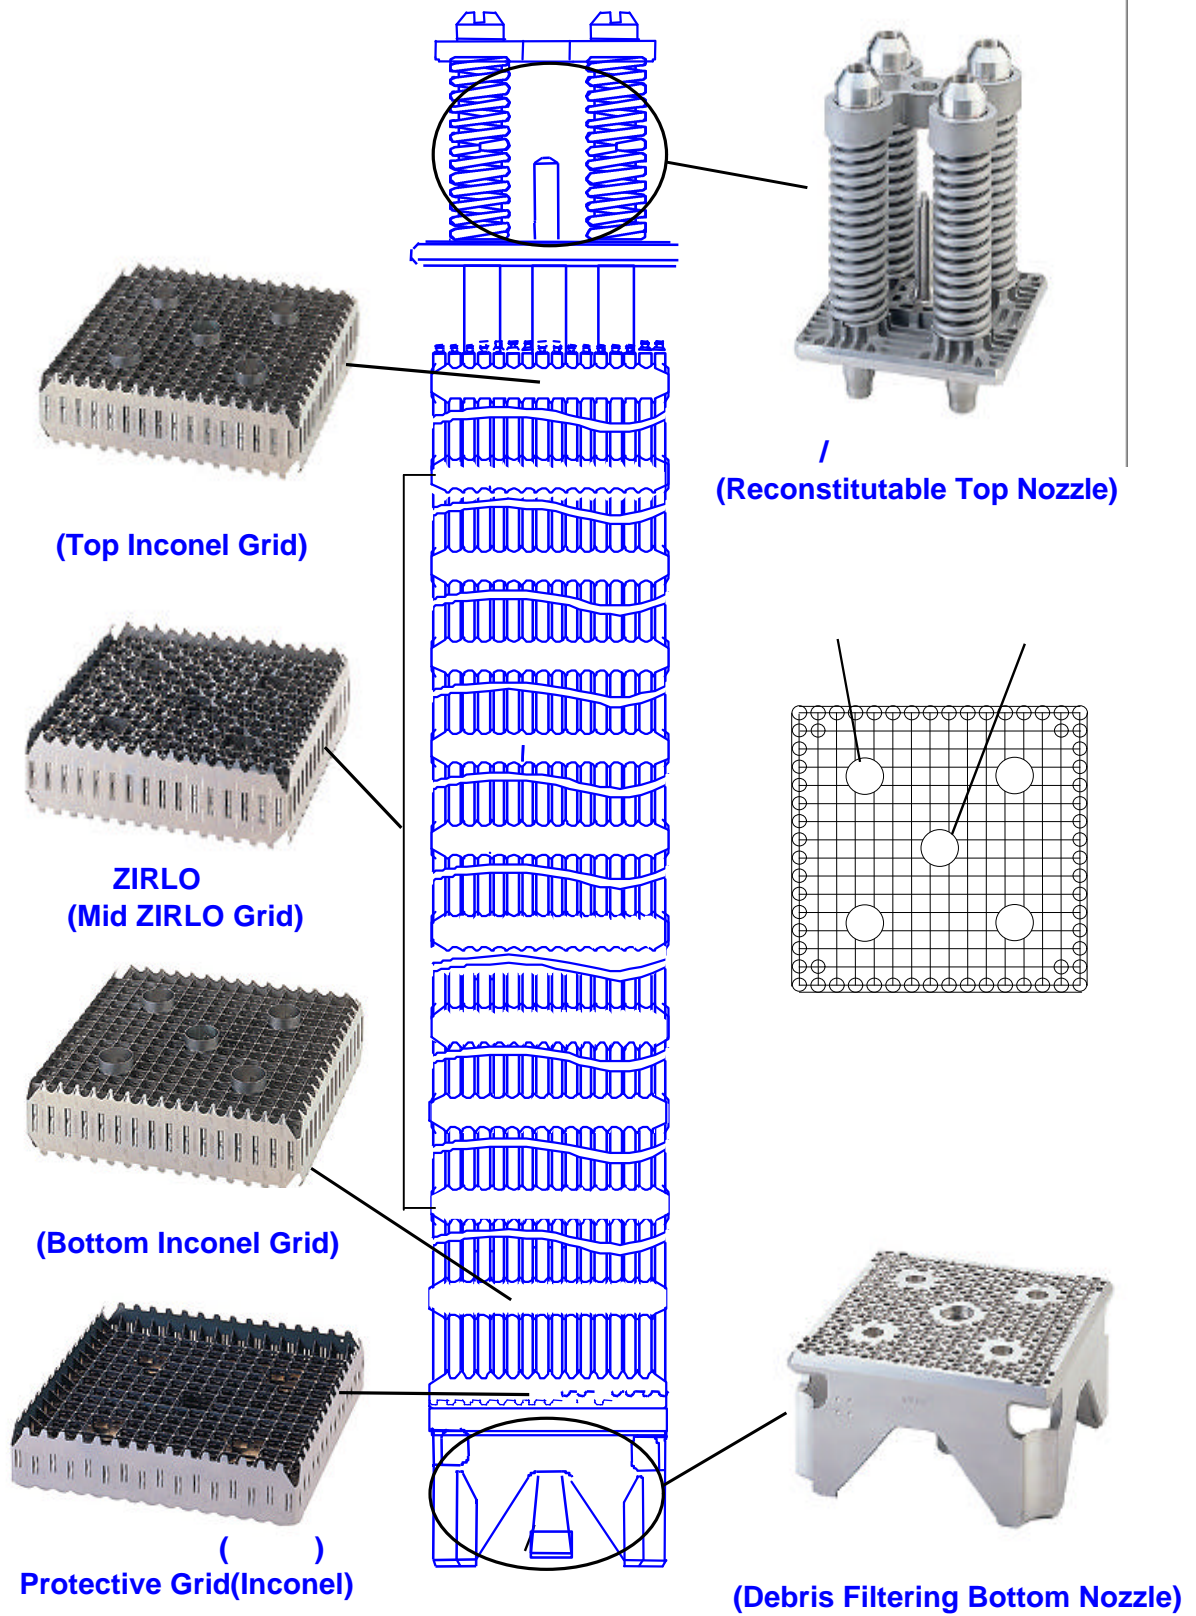 /
(Reconstitutable Top Nozzle)
(Top Inconel Grid)
ZIRLO
(Mid ZIRLO Grid)
(Bottom Inconel Grid)
( )
Protective Grid(Inconel)
(Debris Filtering Bottom Nozzle)